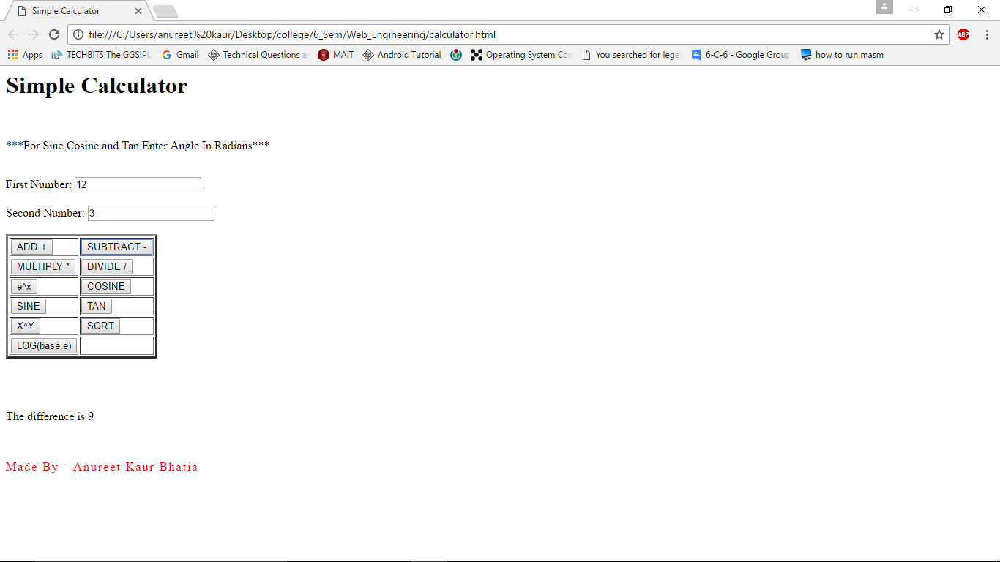 Simple Calculator
file:///C:/Users/anureet%20kaur/Desktop/college/6_Sem/Web_Engineering/calculator.html
ABP
Apps TECHBITS The GGSIPU Gmail Technical Questions MAIT Android Tutorial Operating System You searched for lege 6-C-6 - Google Group how to run masm
Simple Calculator
***For Sine,Cosine and Tan Enter Angle In Radians***
First Number: 12
Second Number: 3
ADD + SUBTRACT -
MULTIPLY * DIVIDE /
e^x COSINE
SINE TAN
X^Y SQRT
LOG(base e)
The difference is 9
Made By - Anureet Kaur Bhatia